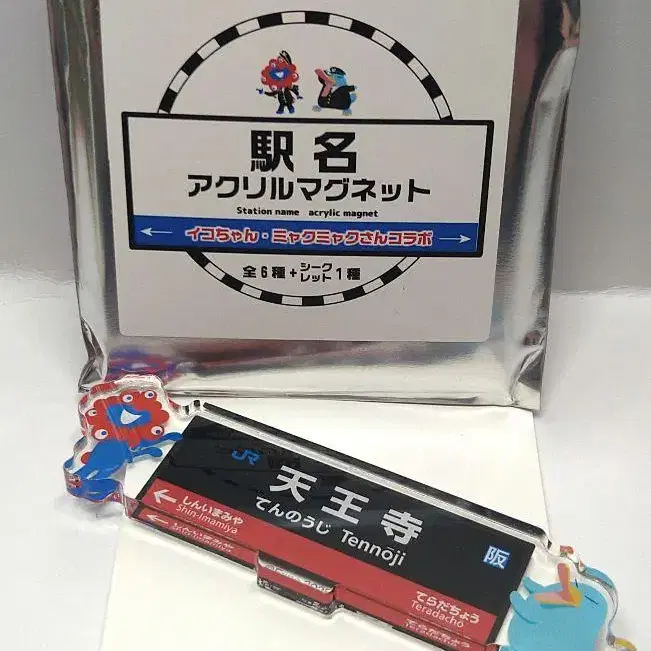 駅名
アクリルマグネット
Station name acrylic magnet
← イコちゃん・ミャクミャクさんコラボ →
全6種+シークレット1種
JR 天王寺
てんのうじ Tennoji
阪
← しんいまみや
Shin-Imamiya
てらだちょう
Teradachō